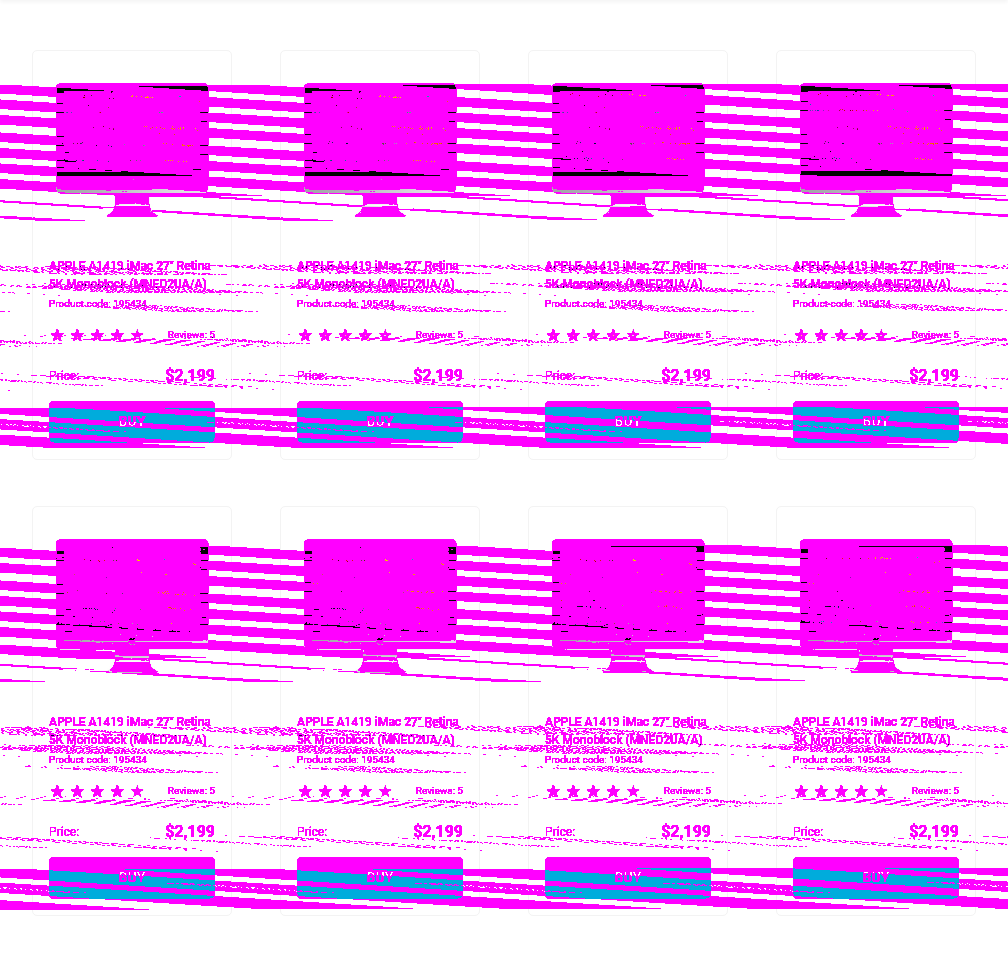 APPLE A1419 iMac 27" Retina APPLE A1419 iMac 27" Retina APPLE A1419 iMac 27" Retina APPLE A1419 iMac 27" Retina
5K Monoblock (MNED2UA/A) 5K Monoblock (MNED2UA/A) 5K Monoblock (MNED2UA/A) 5K Monoblock (MNED2UA/A)
Product code: 195434 Product code: 195434 Product code: 195434 Product code: 195434
Reviews: 5 Reviews: 5 Reviews: 5 Reviews: 5
Price: $2,199 Price: $2,199 Price: $2,199 Price: $2,199
BUY BUY BUY BUY
APPLE A1419 iMac 27" Retina APPLE A1419 iMac 27" Retina APPLE A1419 iMac 27" Retina APPLE A1419 iMac 27" Retina
5K Monoblock (MNED2UA/A) 5K Monoblock (MNED2UA/A) 5K Monoblock (MNED2UA/A) 5K Monoblock (MNED2UA/A)
Product code: 195434 Product code: 195434 Product code: 195434 Product code: 195434
Reviews: 5 Reviews: 5 Reviews: 5 Reviews: 5
Price: $2,199 Price: $2,199 Price: $2,199 Price: $2,199
BUY BUY BUY BUY